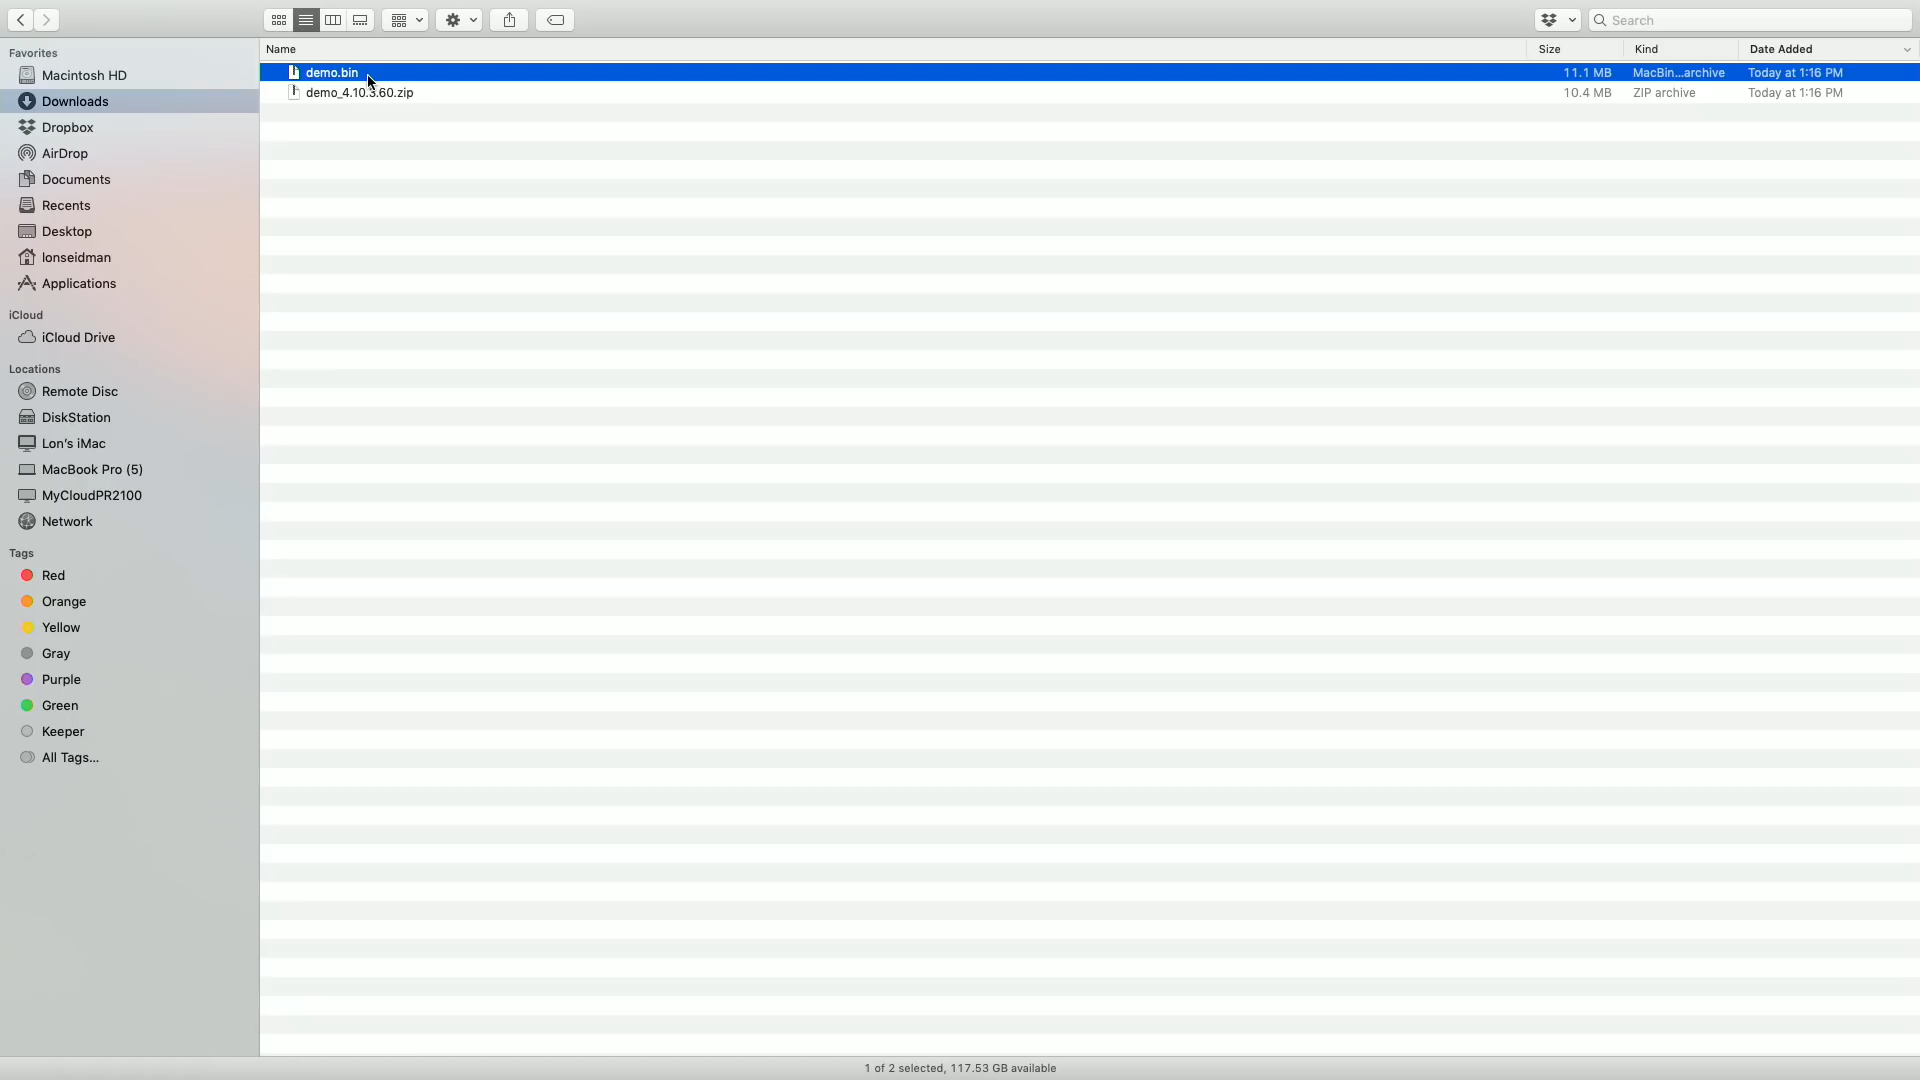 Search
Favorites
Name
Size
Kind
Date Added
Macintosh HD
demo.bin
11.1 MB
MacBin...archive
Today at 1:16 PM
Downloads
demo_4.10.3.60.zip
10.4 MB
ZIP archive
Today at 1:16 PM
Dropbox
AirDrop
Documents
Recents
Desktop
lonseidman
Applications
iCloud
iCloud Drive
Locations
Remote Disc
DiskStation
Lon's iMac
MacBook Pro (5)
MyCloudPR2100
Network
Tags
Red
Orange
Yellow
Gray
Purple
Green
Keeper
All Tags...
1 of 2 selected, 117.53 GB available